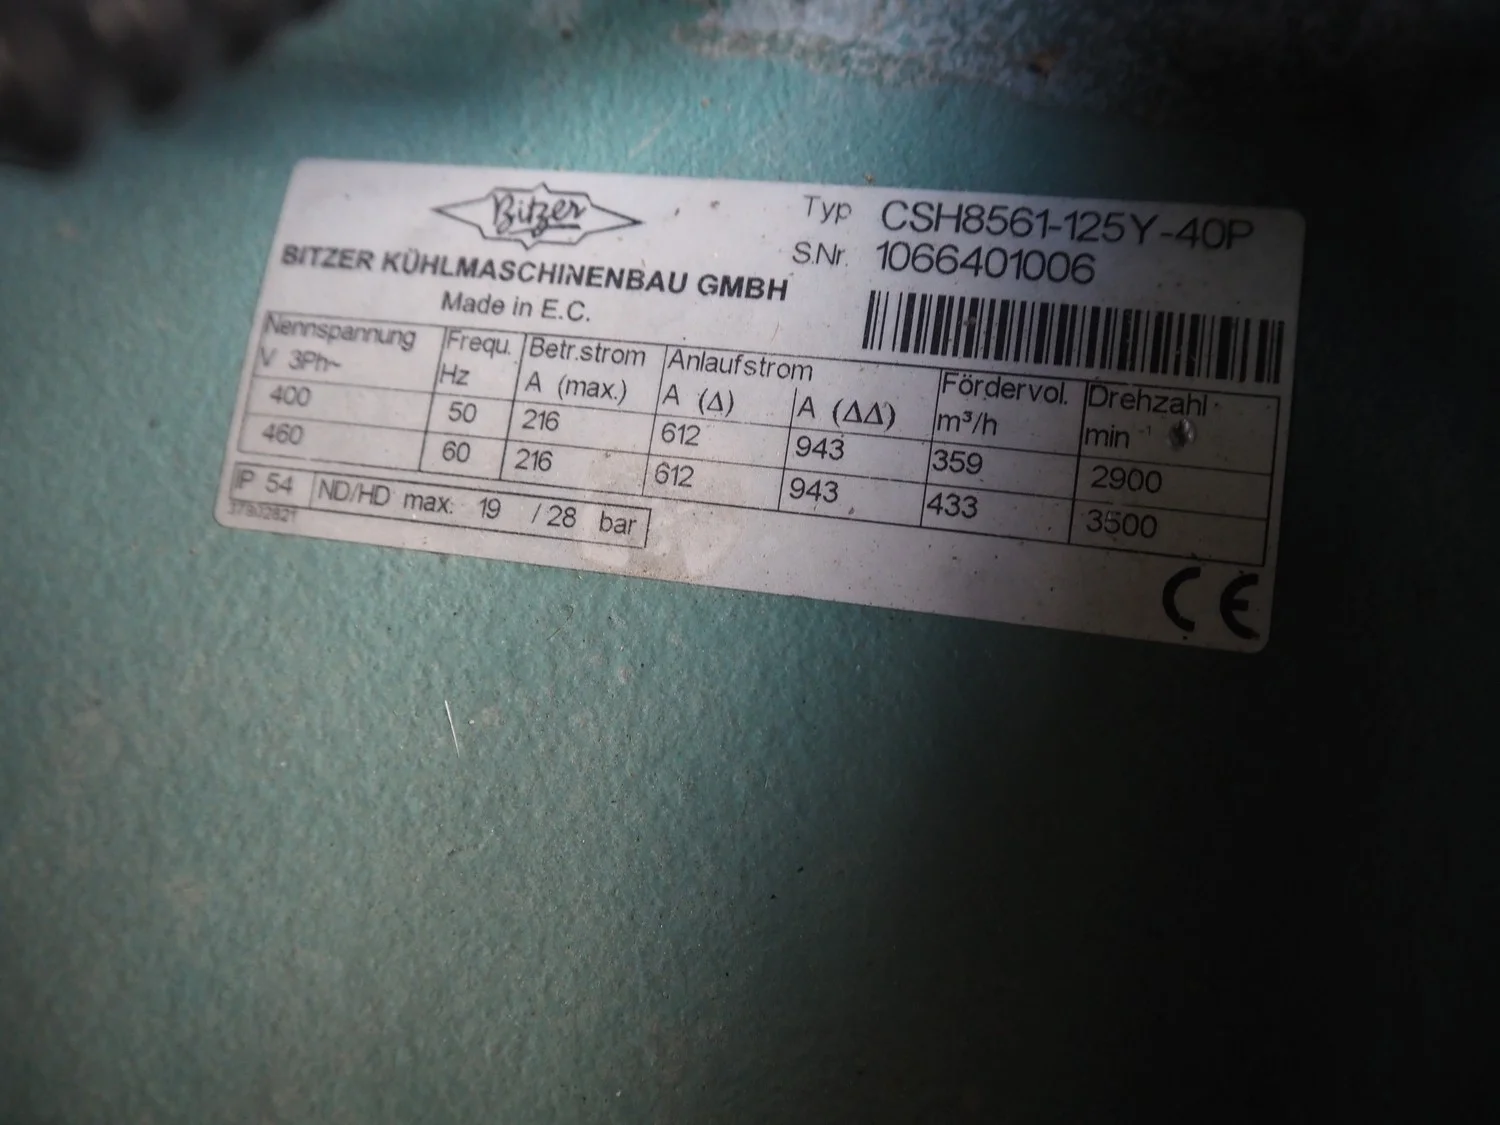 Bitzer
BITZER KÜHLMASCHINENBAU GMBH
Made in E.C.
Typ CSH8561-125Y-40P
S.Nr. 1066401006
Nennspannung Frequ. Betr.strom Anlaufstrom Fördervol. Drehzahl
V 3Ph~ Hz A (max.) A (Δ) A (ΔΔ) m³/h min⁻¹
400 50 216 612 943 359 2900
460 60 216 612 943 433 3500
IP 54 ND/HD max: 19 / 28 bar
37902821
CE